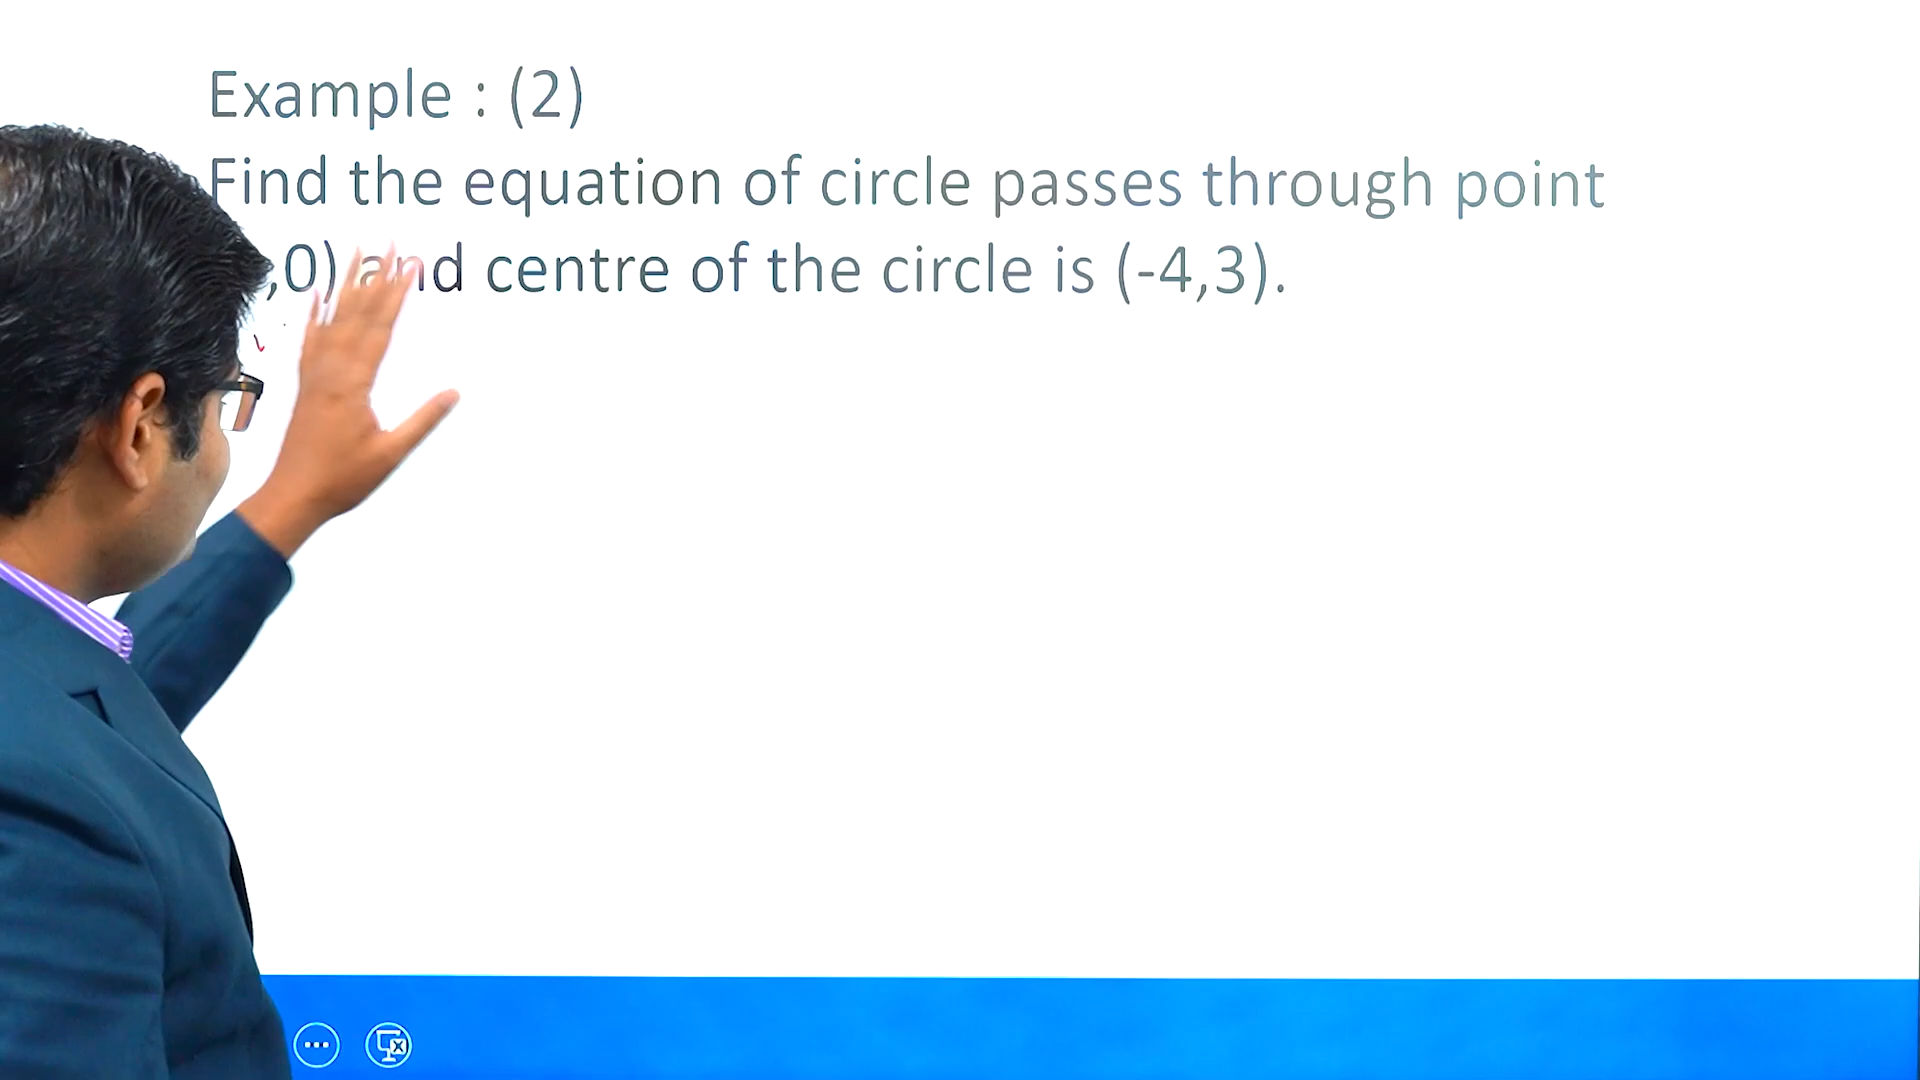 Example : (2)
Find the equation of circle passes through point
,0) and centre of the circle is (-4,3).